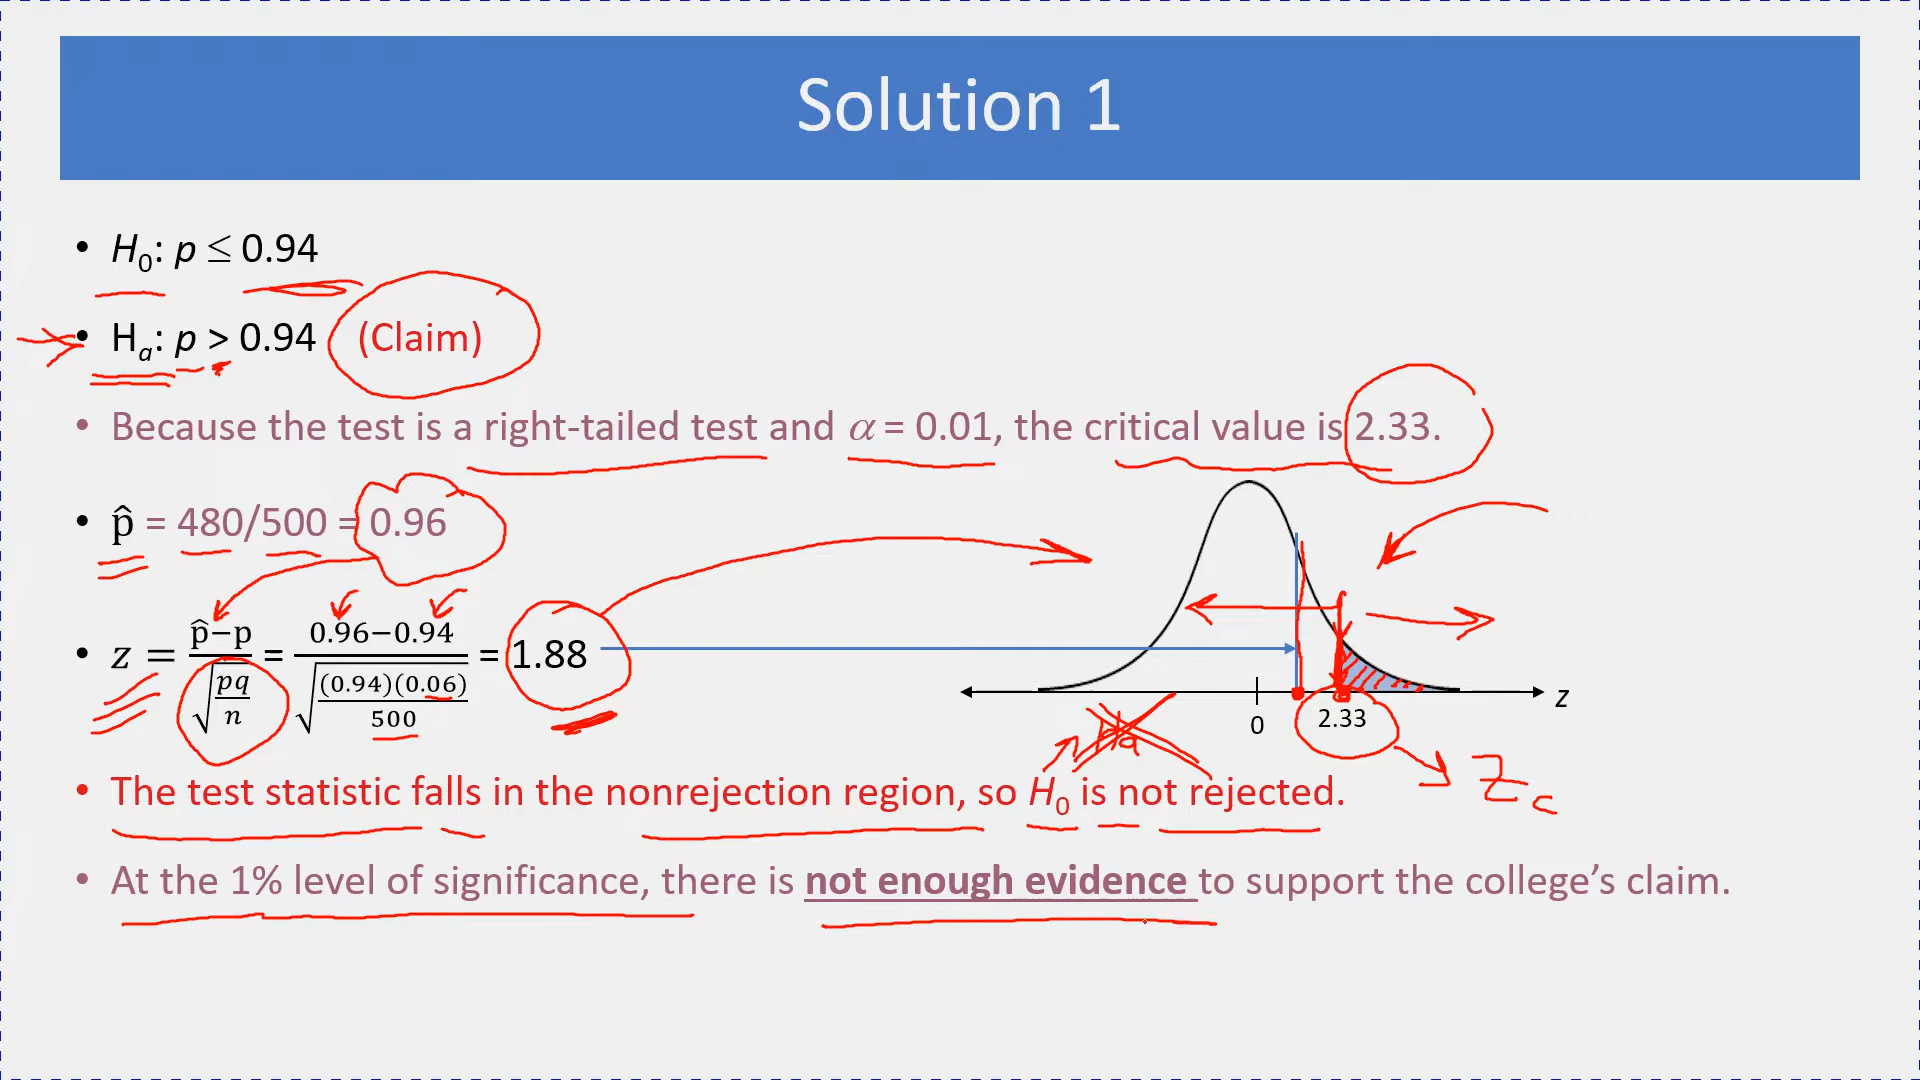 Solution 1
• H₀: p ≤ 0.94
• Hₐ: p > 0.94 (Claim)
• Because the test is a right-tailed test and α = 0.01, the critical value is 2.33.
• p̂ = 480/500 = 0.96
• z = (p̂−p)/√(pq/n) = (0.96−0.94)/√((0.94)(0.06)/500) = 1.88
z
0
2.33
Ha
Zc
• The test statistic falls in the nonrejection region, so H₀ is not rejected.
• At the 1% level of significance, there is not enough evidence to support the college’s claim.